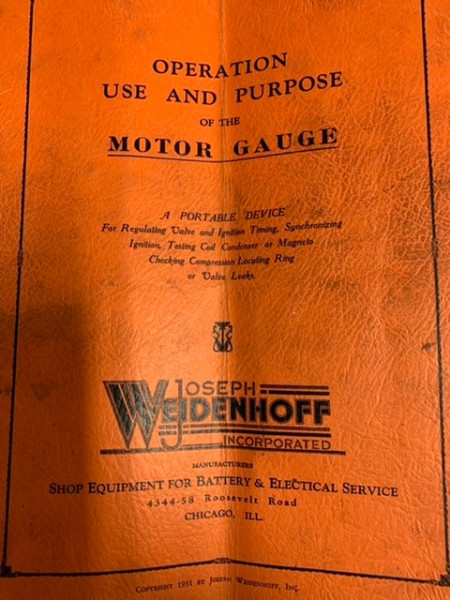 OPERATION
USE AND PURPOSE
OF THE
MOTOR GAUGE
A PORTABLE DEVICE
For Regulating Valve and Ignition Timing, Synchronizing
Ignition, Testing Coil Condenser or Magneto
Checking Compression Locating Ring
or Valve Leaks.
JOSEPH
WEIDENHOFF
INCORPORATED
MANUFACTURERS
SHOP EQUIPMENT FOR BATTERY & ELECTICAL SERVICE
4344-58 Roosevelt Road
CHICAGO, ILL.
COPYRIGHT 1931 BY JOSEPH WEIDENHOFF, INC.